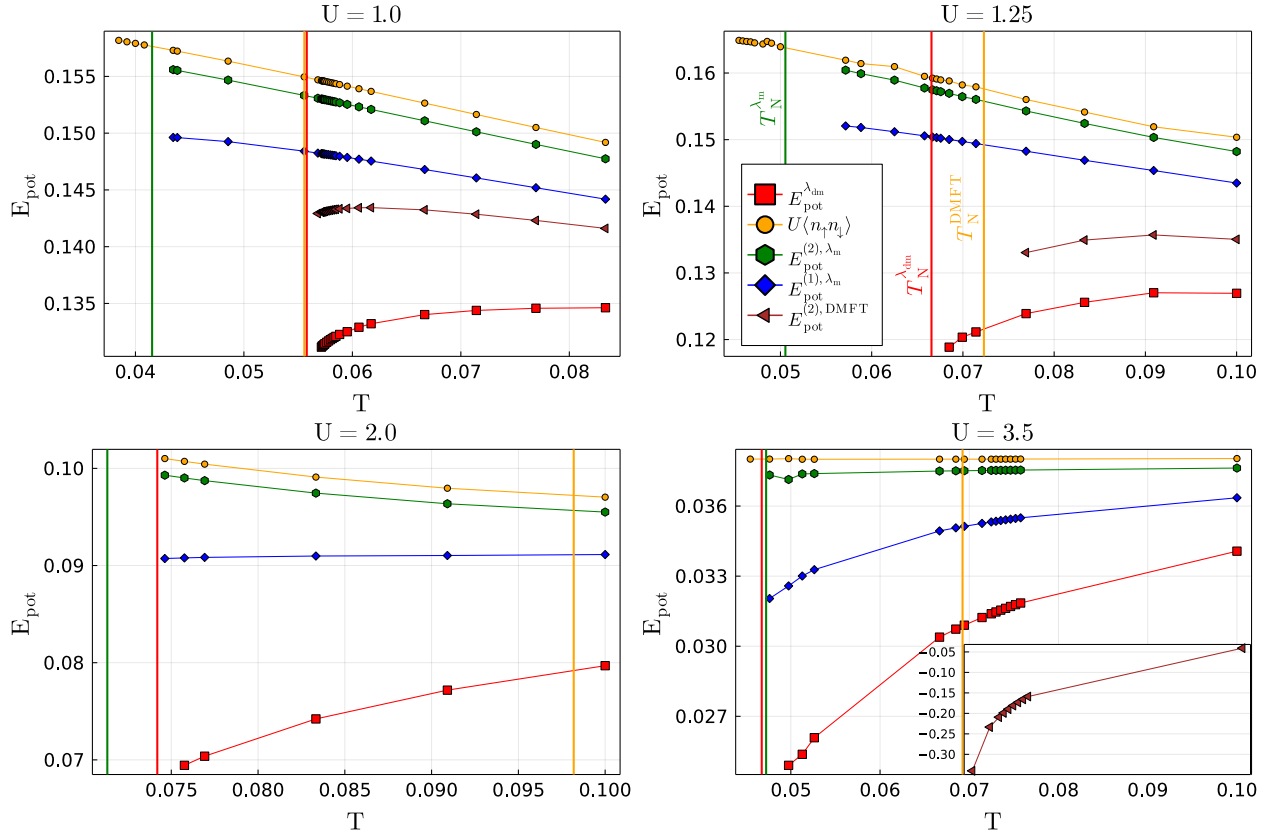 U = 1.0
E_pot
0.155
0.150
0.145
0.140
0.135
0.04 0.05 0.06 0.07 0.08
T
U = 1.25
E_pot
0.16
0.15
0.14
0.13
0.12
T_N^λ_m
T_N^λ_dm
T_N^DMFT
E_pot^λ_dm
U⟨n_↑n_↓⟩
E_pot^(2), λ_m
E_pot^(1), λ_m
E_pot^(2), DMFT
0.05 0.06 0.07 0.08 0.09 0.10
T
U = 2.0
E_pot
0.10
0.09
0.08
0.07
0.075 0.080 0.085 0.090 0.095 0.100
T
U = 3.5
E_pot
0.036
0.033
0.030
0.027
−0.05
−0.10
−0.15
−0.20
−0.25
−0.30
0.05 0.06 0.07 0.08 0.09 0.10
T